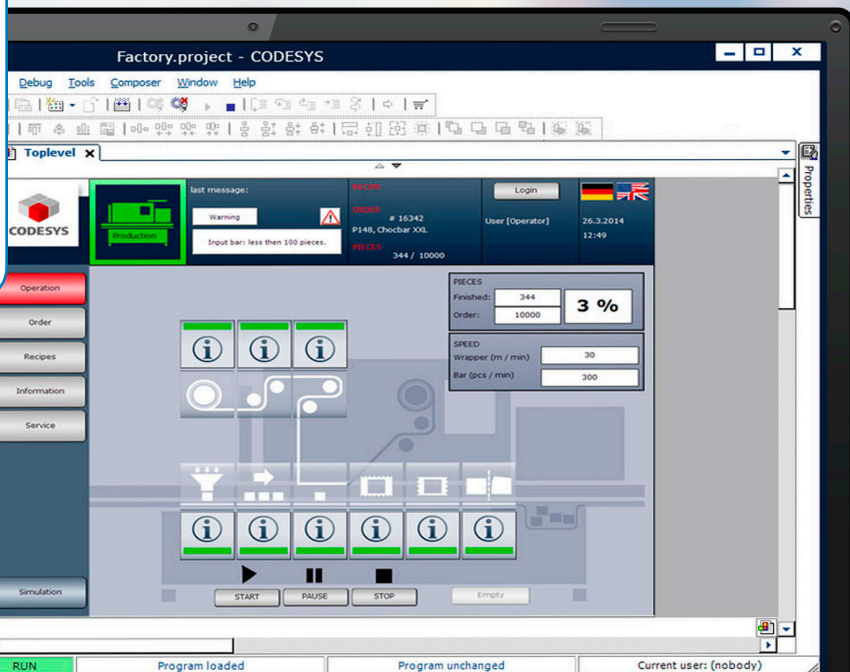 Factory.project - CODESYS
Debug Tools Composer Window Help
Toplevel
Properties
CODESYS
Production
last message:
Warning
Input bar: less then 100 pieces.
ORDER
# 16342
P148, Chocbar XXL
PIECES
344 / 10000
Login
User [Operator]
26.3.2014
12:49
Operation
Order
Recipes
Information
Service
Simulation
PIECES
Finished: 344
Order: 10000
3 %
SPEED
Wrapper (m / min) 30
Bar (pcs / min) 300
START PAUSE STOP Empty
RUN Program loaded Program unchanged Current user: (nobody)